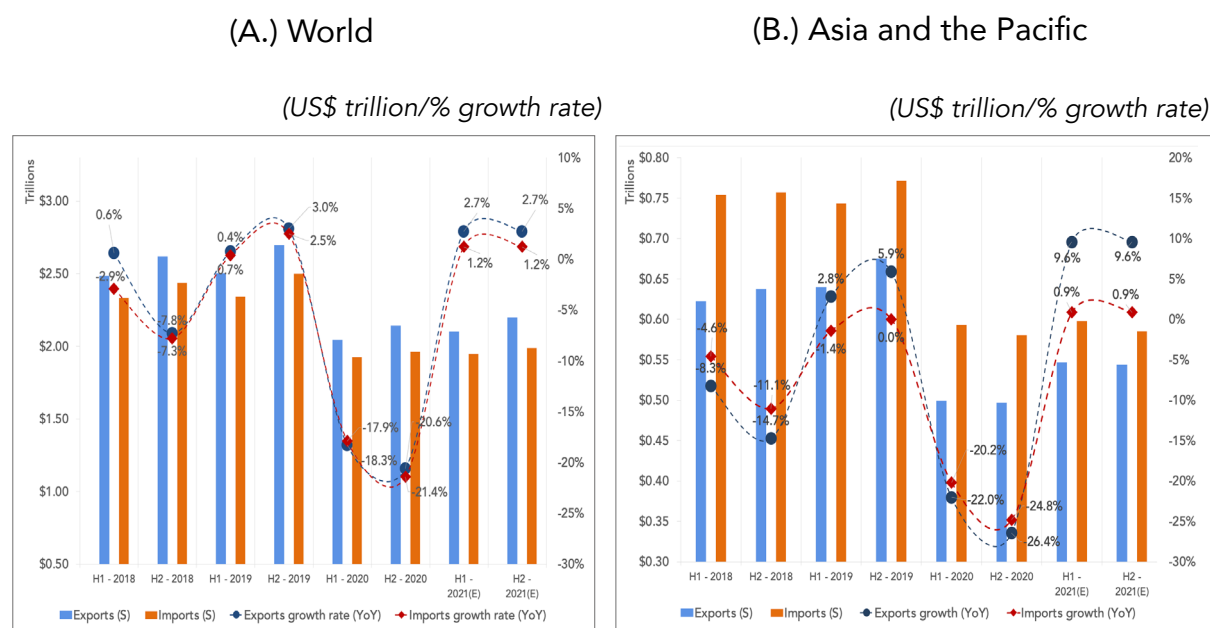 (A.) World
(US$ trillion/% growth rate)
Trillions
$3.00
$2.50
$2.00
$1.50
$1.00
$0.50
10%
5%
0%
-5%
-10%
-15%
-20%
-25%
-30%
0.6%
-2.9%
-7.8%
-7.3%
0.4%
0.7%
3.0%
2.5%
-17.9%
-18.3%
-20.6%
-21.4%
2.7%
1.2%
2.7%
1.2%
H1 - 2018
H2 - 2018
H1 - 2019
H2 - 2019
H1 - 2020
H2 - 2020
H1 -
2021(E)
H2 -
2021(E)
Exports (S)
Imports (S)
Exports growth rate (YoY)
Imports growth rate (YoY)
(B.) Asia and the Pacific
(US$ trillion/% growth rate)
Trillions
$0.80
$0.75
$0.70
$0.65
$0.60
$0.55
$0.50
$0.45
$0.40
$0.35
$0.30
20%
15%
10%
5%
0%
-5%
-10%
-15%
-20%
-25%
-30%
-4.6%
-8.3%
-11.1%
-14.7%
2.8%
-1.4%
5.9%
0.0%
-20.2%
-22.0%
-24.8%
-26.4%
9.6%
0.9%
9.6%
0.9%
H1 - 2018
H2 - 2018
H1 - 2019
H2 - 2019
H1 - 2020
H2 - 2020
H1 -
2021(E)
H2 -
2021(E)
Exports (S)
Imports (S)
Exports growth (YoY)
Imports growth (YoY)